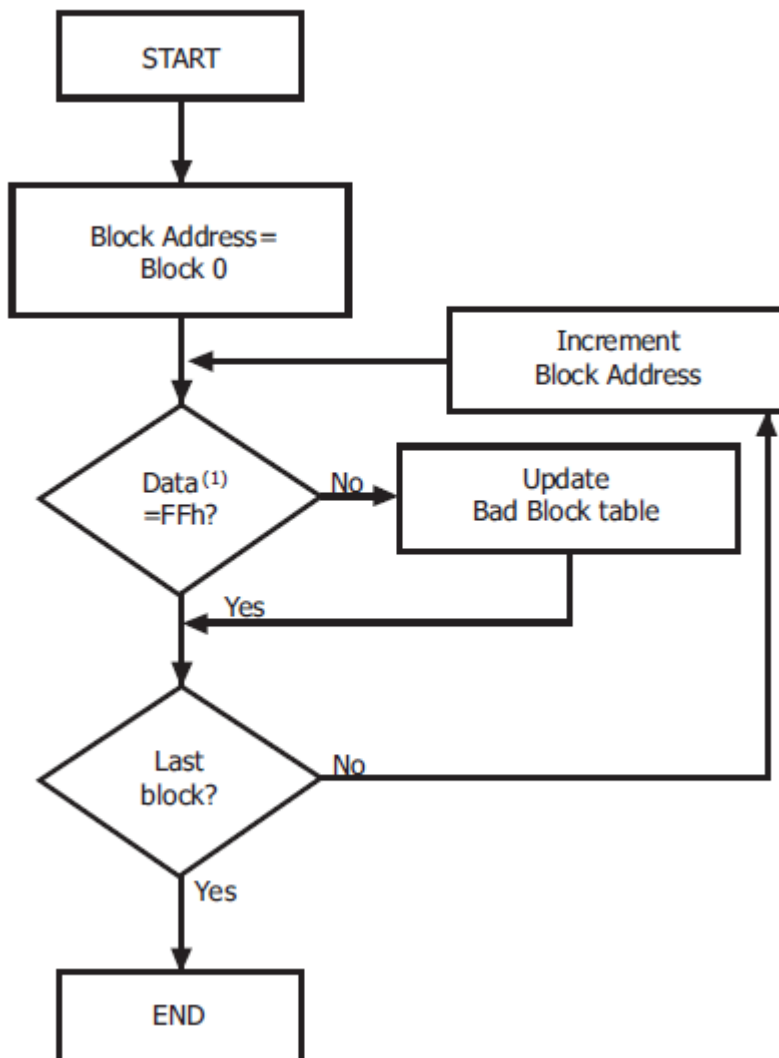 START
Block Address=
Block 0
Increment
Block Address
Data(1)
=FFh?
No
Update
Bad Block table
Yes
Last
block?
No
Yes
END